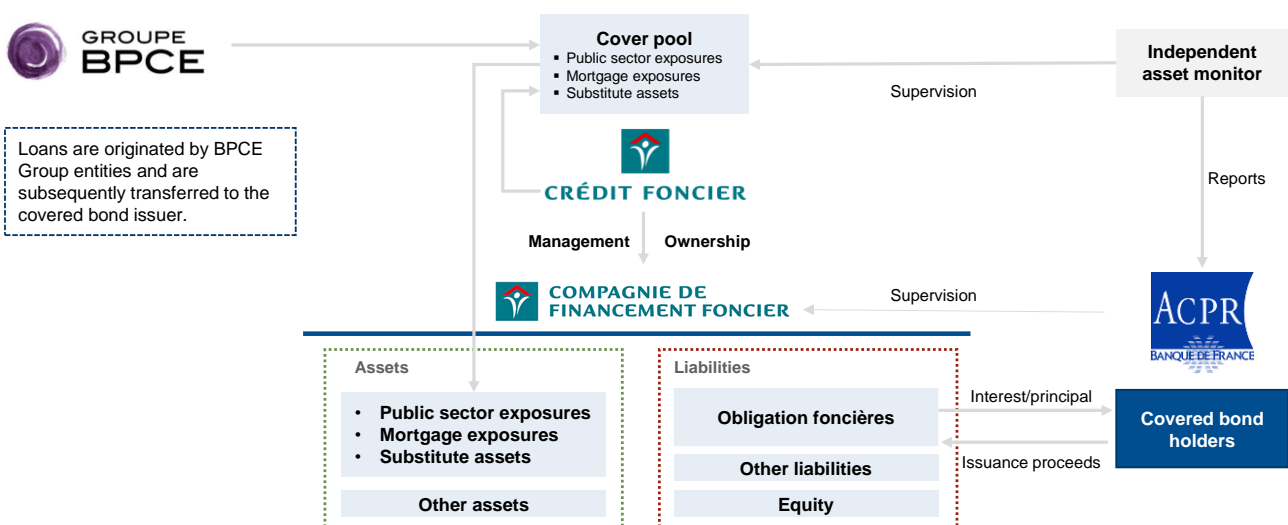 GROUPE
BPCE
Cover pool
▪ Public sector exposures
▪ Mortgage exposures
▪ Substitute assets
Independent
asset monitor
Supervision
Loans are originated by BPCE
Group entities and are
subsequently transferred to the
covered bond issuer.
CRÉDIT FONCIER
Reports
Management
Ownership
COMPAGNIE DE
FINANCEMENT FONCIER
Supervision
ACPR
BANQUE DE FRANCE
Assets
• Public sector exposures
• Mortgage exposures
• Substitute assets
Other assets
Liabilities
Obligation foncières
Other liabilities
Equity
Interest/principal
Issuance proceeds
Covered bond
holders